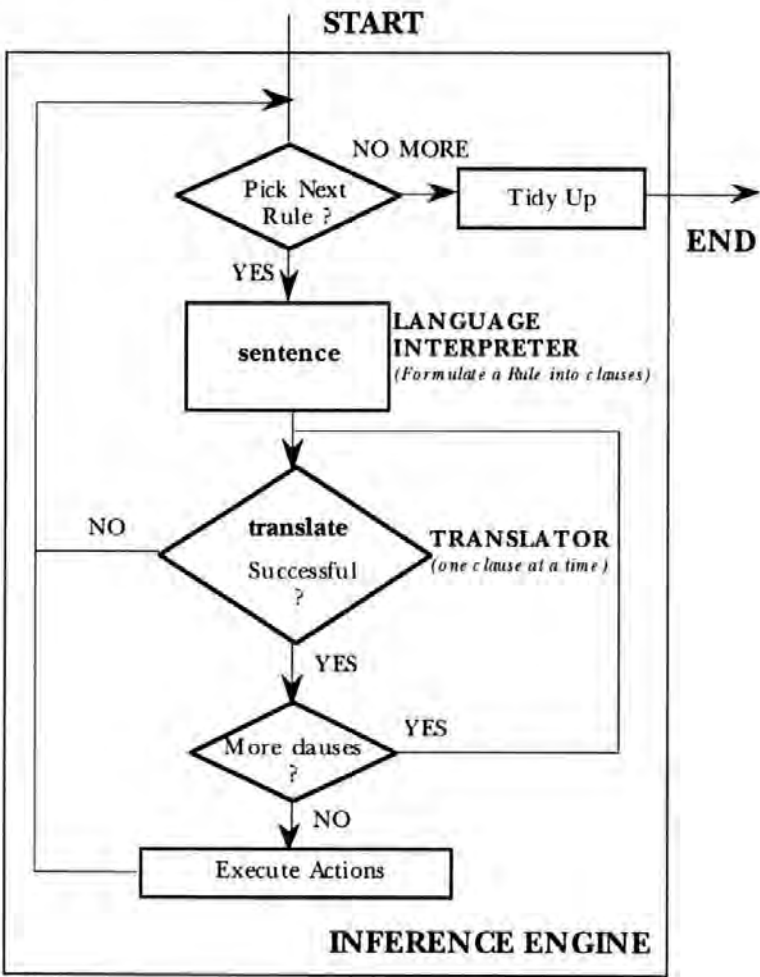 START
NO MORE
Pick Next
Rule ?
Tidy Up
END
YES
sentence
LANGUAGE
INTERPRETER
(Formulate a Rule into clauses)
NO
translate
Successful
?
TRANSLATOR
(one clause at a time)
YES
More clauses
?
YES
NO
Execute Actions
INFERENCE ENGINE